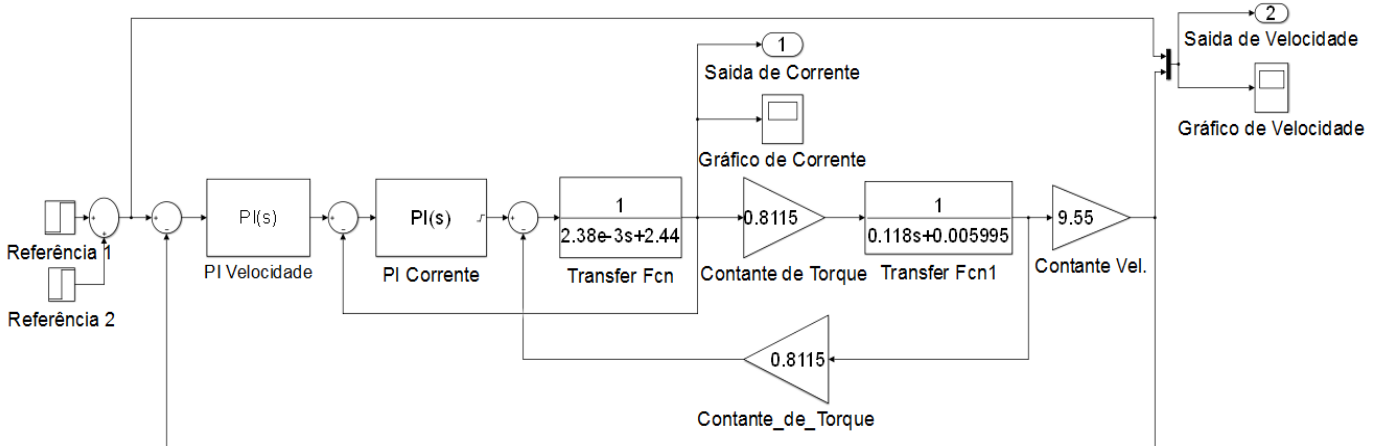 2
Saida de Velocidade
1
Saida de Corrente
Gráfico de Velocidade
Gráfico de Corrente
Referência 1
Referência 2
+
+
+
-
PI(s)
PI Velocidade
+
-
PI(s)
PI Corrente
+
-
1
2.38e-3s+2.44
Transfer Fcn
0.8115
Contante de Torque
1
0.118s+0.005995
Transfer Fcn1
9.55
Contante Vel.
0.8115
Contante_de_Torque